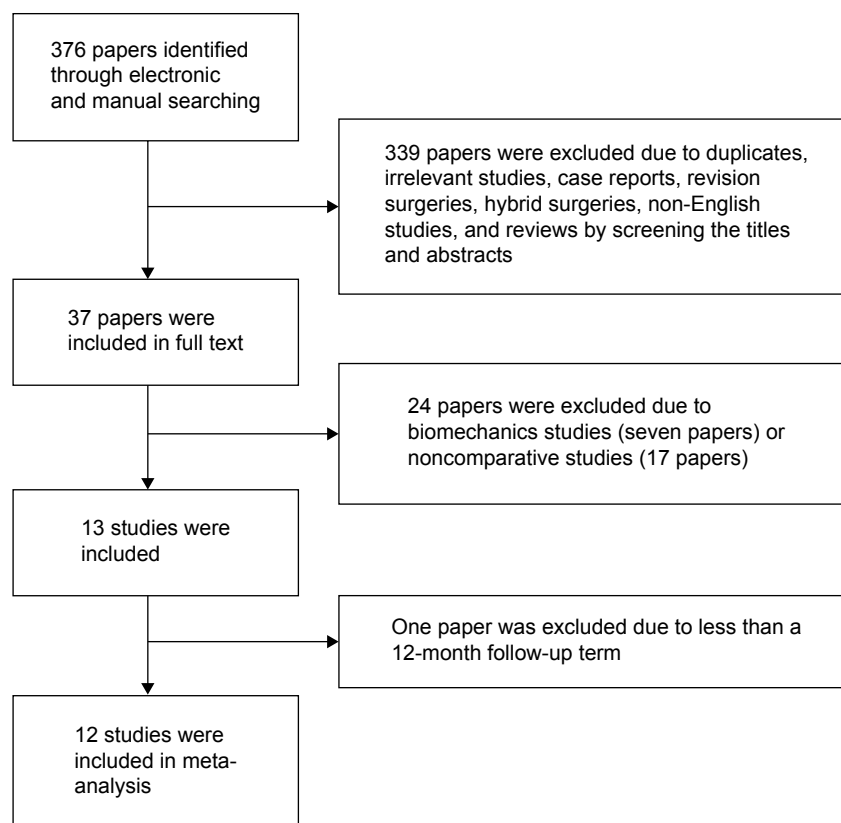 376 papers identified
through electronic
and manual searching
339 papers were excluded due to duplicates,
irrelevant studies, case reports, revision
surgeries, hybrid surgeries, non-English
studies, and reviews by screening the titles
and abstracts
37 papers were
included in full text
24 papers were excluded due to
biomechanics studies (seven papers) or
noncomparative studies (17 papers)
13 studies were
included
One paper was excluded due to less than a
12-month follow-up term
12 studies were
included in meta-
analysis